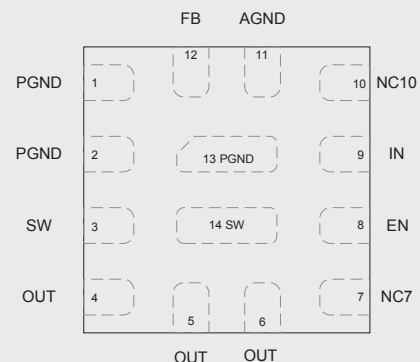 FB AGND
12 11
PGND 1 10 NC10
PGND 2 13 PGND 9 IN
SW 3 14 SW 8 EN
OUT 4 7 NC7
5 6
OUT OUT